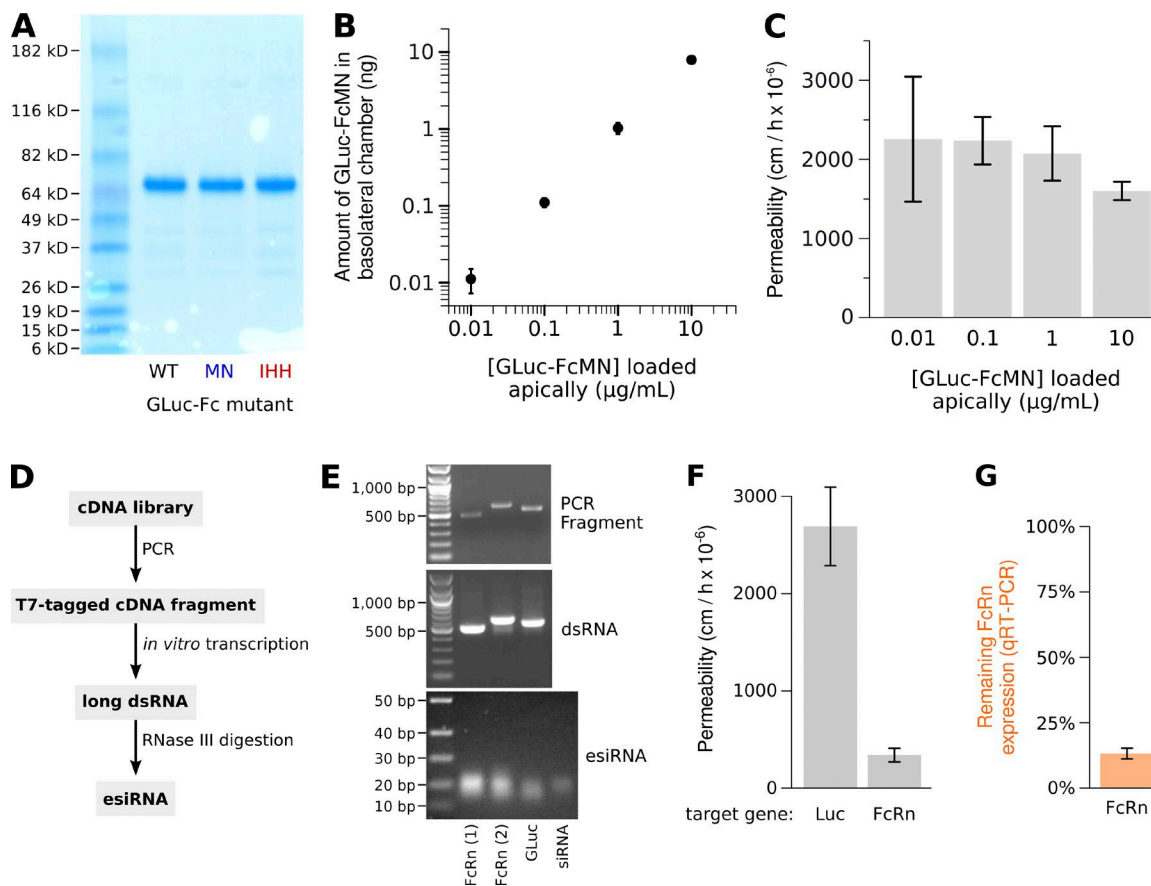 A
182 kD
116 kD
82 kD
64 kD
49 kD
37 kD
26 kD
19 kD
15 kD
6 kD
WT MN IHH
GLuc-Fc mutant
B
Amount of GLuc-FcMN in
basolateral chamber (ng)
10
1
0.1
0.01
0.01 0.1 1 10
[GLuc-FcMN] loaded
apically (µg/mL)
C
Permeability (cm / h x 10⁻⁶)
3000
2000
1000
0
0.01 0.1 1 10
[GLuc-FcMN] loaded
apically (µg/mL)
D
cDNA library
PCR
T7-tagged cDNA fragment
in vitro transcription
long dsRNA
RNase III digestion
esiRNA
E
1,000 bp
500 bp
PCR
Fragment
1,000 bp
500 bp
dsRNA
50 bp
40 bp
30 bp
20 bp
10 bp
esiRNA
FcRn (1)
FcRn (2)
GLuc
siRNA
F
Permeability (cm / h x 10⁻⁶)
3000
2000
1000
0
target gene: Luc FcRn
G
Remaining FcRn
expression (qRT-PCR)
100%
75%
50%
25%
0%
FcRn